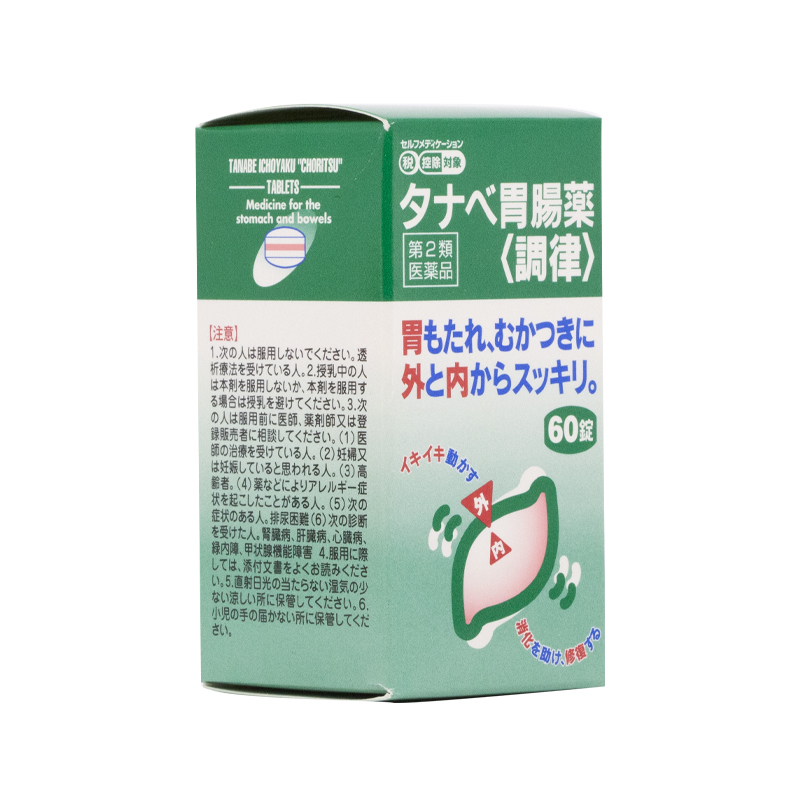 TANABE ICHOYAKU "CHORITSU"
TABLETS
Medicine for the
stomach and bowels
【注意】
1.次の人は服用しないでください。透
析療法を受けている人。2.授乳中の人
は本剤を服用しないか、本剤を服用す
る場合は授乳を避けてください。3.次
の人は服用前に医師、薬剤師又は登
録販売者に相談してください。(1)医
師の治療を受けている人。(2)妊婦又
は妊娠していると思われる人。(3)高
齢者。(4)薬などによりアレルギー症
状を起こしたことがある人。(5)次の
症状のある人。排尿困難(6)次の診断
を受けた人。腎臓病、肝臓病、心臓病、
緑内障、甲状腺機能障害 4.服用に際
しては、添付文書をよくお読みくださ
い。5.直射日光の当たらない湿気の少
ない涼しい所に保管してください。6.
小児の手の届かない所に保管してくだ
さい。
セルフメディケーション
税 控除 対象
タナベ胃腸薬
〈調律〉
第2類
医薬品
胃もたれ、むかつきに
外と内からスッキリ。
60錠
イキイキ動かす
外
内
消化を助け、修復する